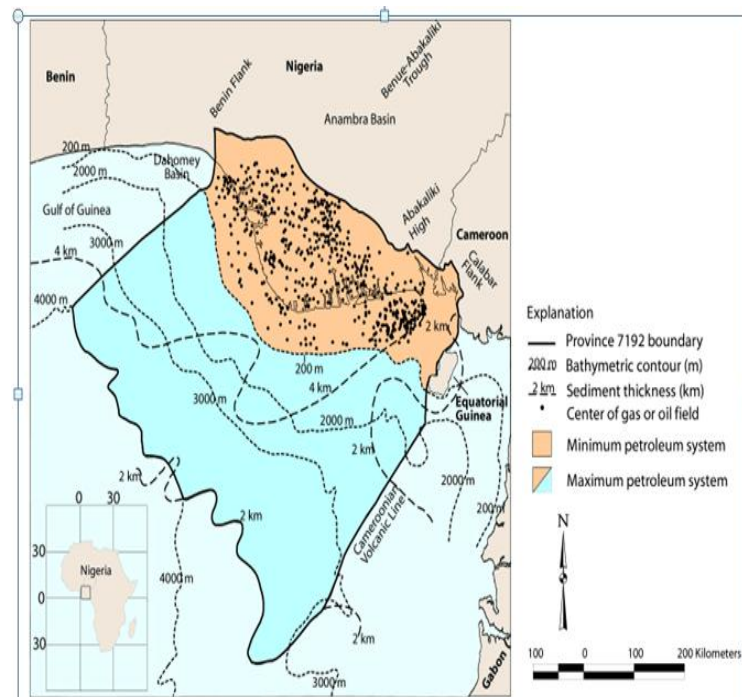 Benin
Nigeria
Benue-Abakaliki
Trough
Benin Flank
Anambra Basin
200 m
2000 m
Dahomey
Basin
Gulf of Guinea
3000 m
4 km
4000 m
Abakaliki
High
Cameroon
Calabar
Flank
2 km
200 m
4 km
3000 m
2000 m
Equatorial
Guinea
2 km
2000 m
200 m
2 km
2 km
Cameroonian
Volcanic Line
4000 m
2 km
3000 m
Gabon
0 30
30
Nigeria
0
30
Explanation
Province 7192 boundary
200 m Bathymetric contour (m)
2 km Sediment thickness (km)
Center of gas or oil field
Minimum petroleum system
Maximum petroleum system
N
100 0 100 200 Kilometers